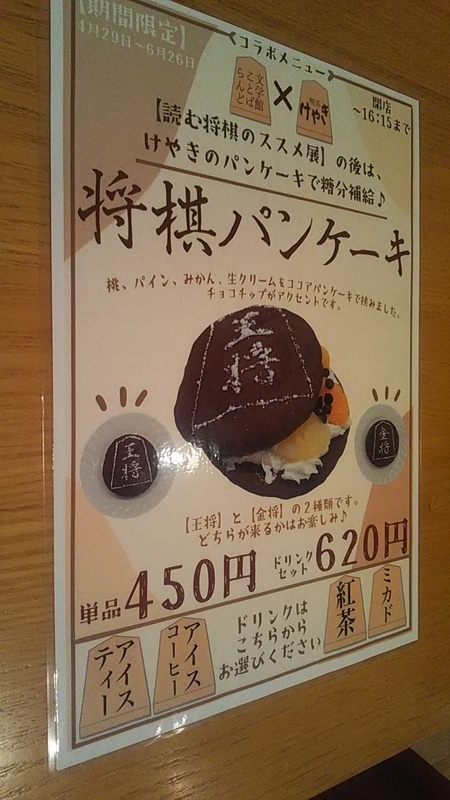 【期間限定】
4月29日～6月26日
コラボメニュー
文学館
こと
ことば
らんど
×
喫茶
けやき
閉店
～16:15まで
【読む将棋のススメ展】の後は、
けやきのパンケーキで糖分補給♪
将棋パンケーキ
桃、パイン、みかん、生クリームをココアパンケーキで挟みました。
チョコチップがアクセントです。
王将
王将
金将
【王将】と【金将】の2種類です。
どちらが来るかはお楽しみ♪
単品450円
ドリンクセット620円
アイスティー
アイスコーヒー
ドリンクは
こちらから
お選びください
紅茶
ミカド